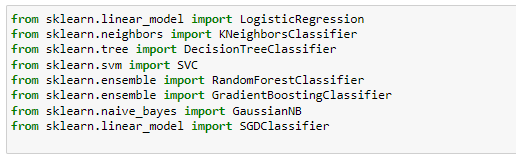 from sklearn.linear_model import LogisticRegression
from sklearn.neighbors import KNeighborsClassifier
from sklearn.tree import DecisionTreeClassifier
from sklearn.svm import SVC
from sklearn.ensemble import RandomForestClassifier
from sklearn.ensemble import GradientBoostingClassifier
from sklearn.naive_bayes import GaussianNB
from sklearn.linear_model import SGDClassifier